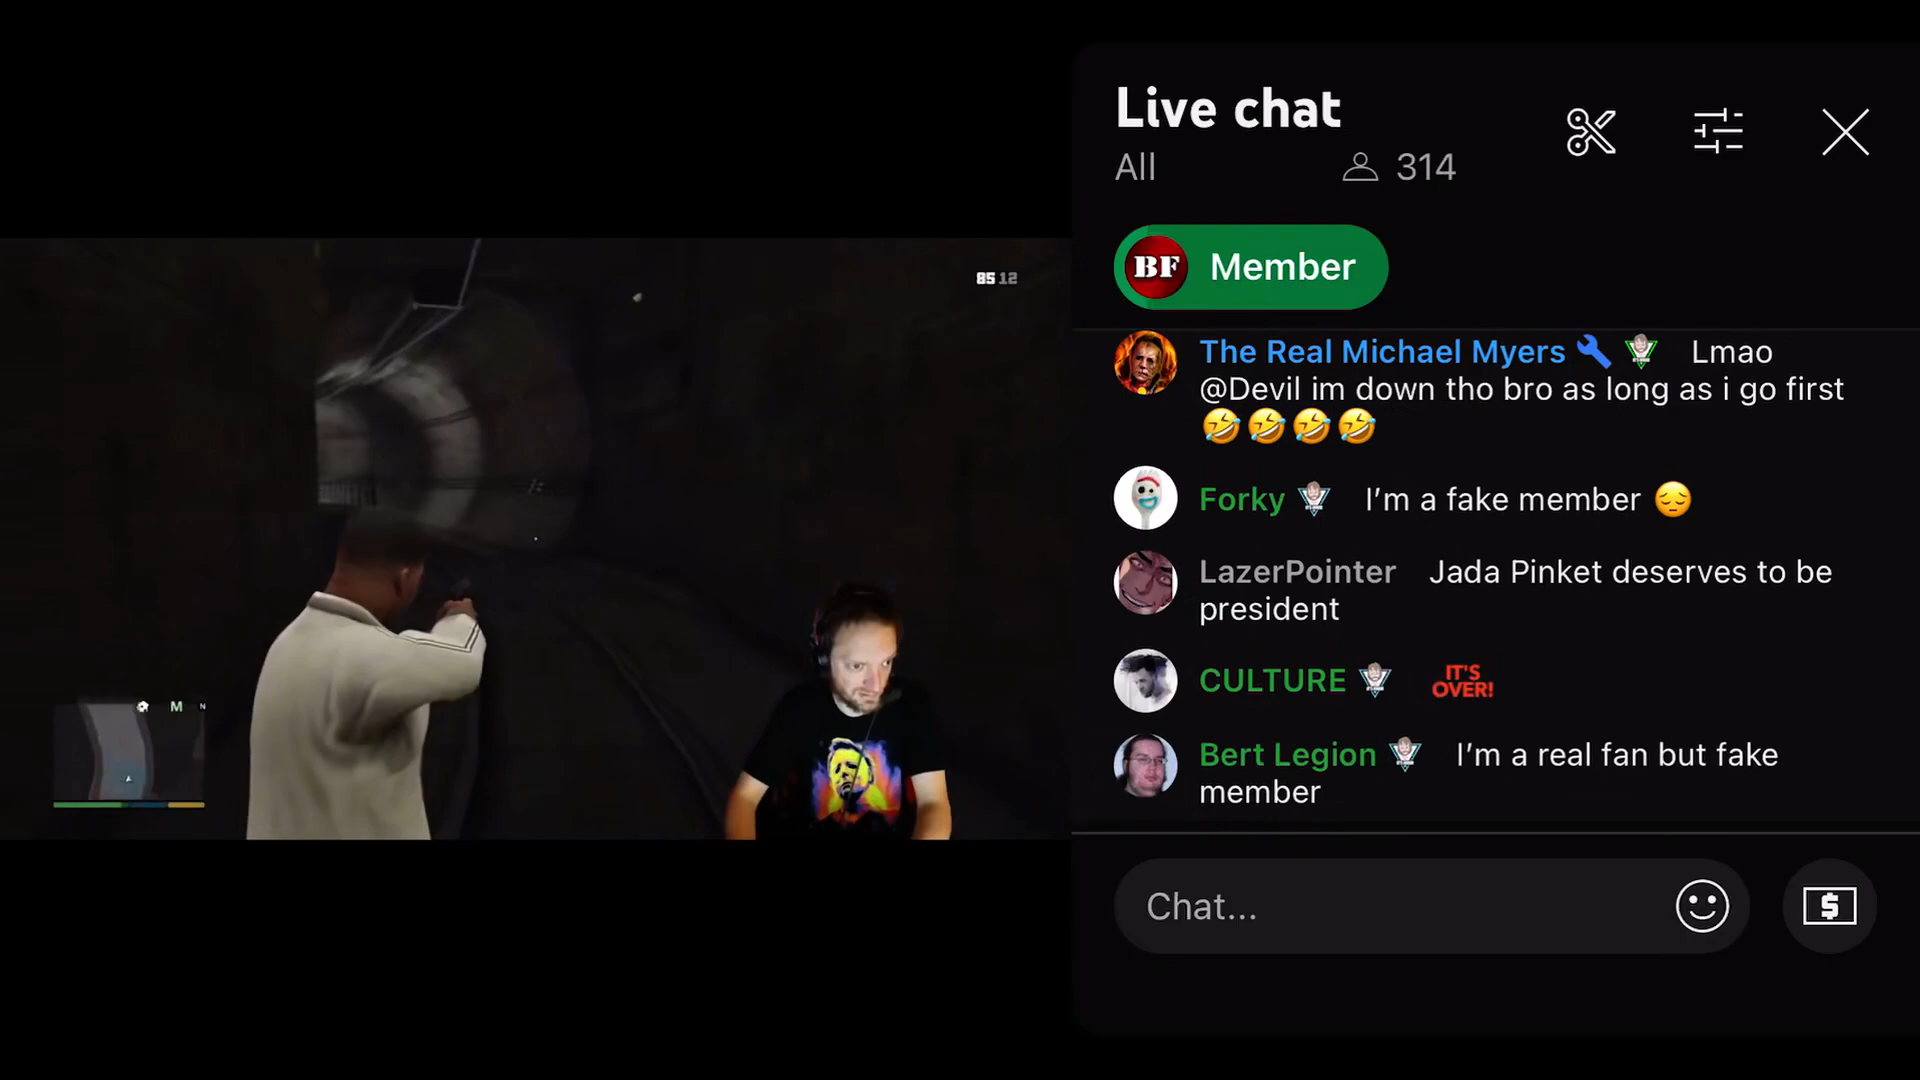 Live chat
All 314
BF Member
85 12
The Real Michael Myers Lmao
@Devil im down tho bro as long as i go first
Forky I’m a fake member
LazerPointer Jada Pinket deserves to be
president
CULTURE IT'S
OVER!
Bert Legion I’m a real fan but fake
member
M N
Chat...
$